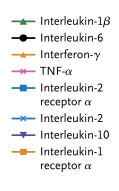 Interleukin-1β
Interleukin-6
Interferon-γ
TNF-α
Interleukin-2
receptor α
Interleukin-2
Interleukin-10
Interleukin-1
receptor α